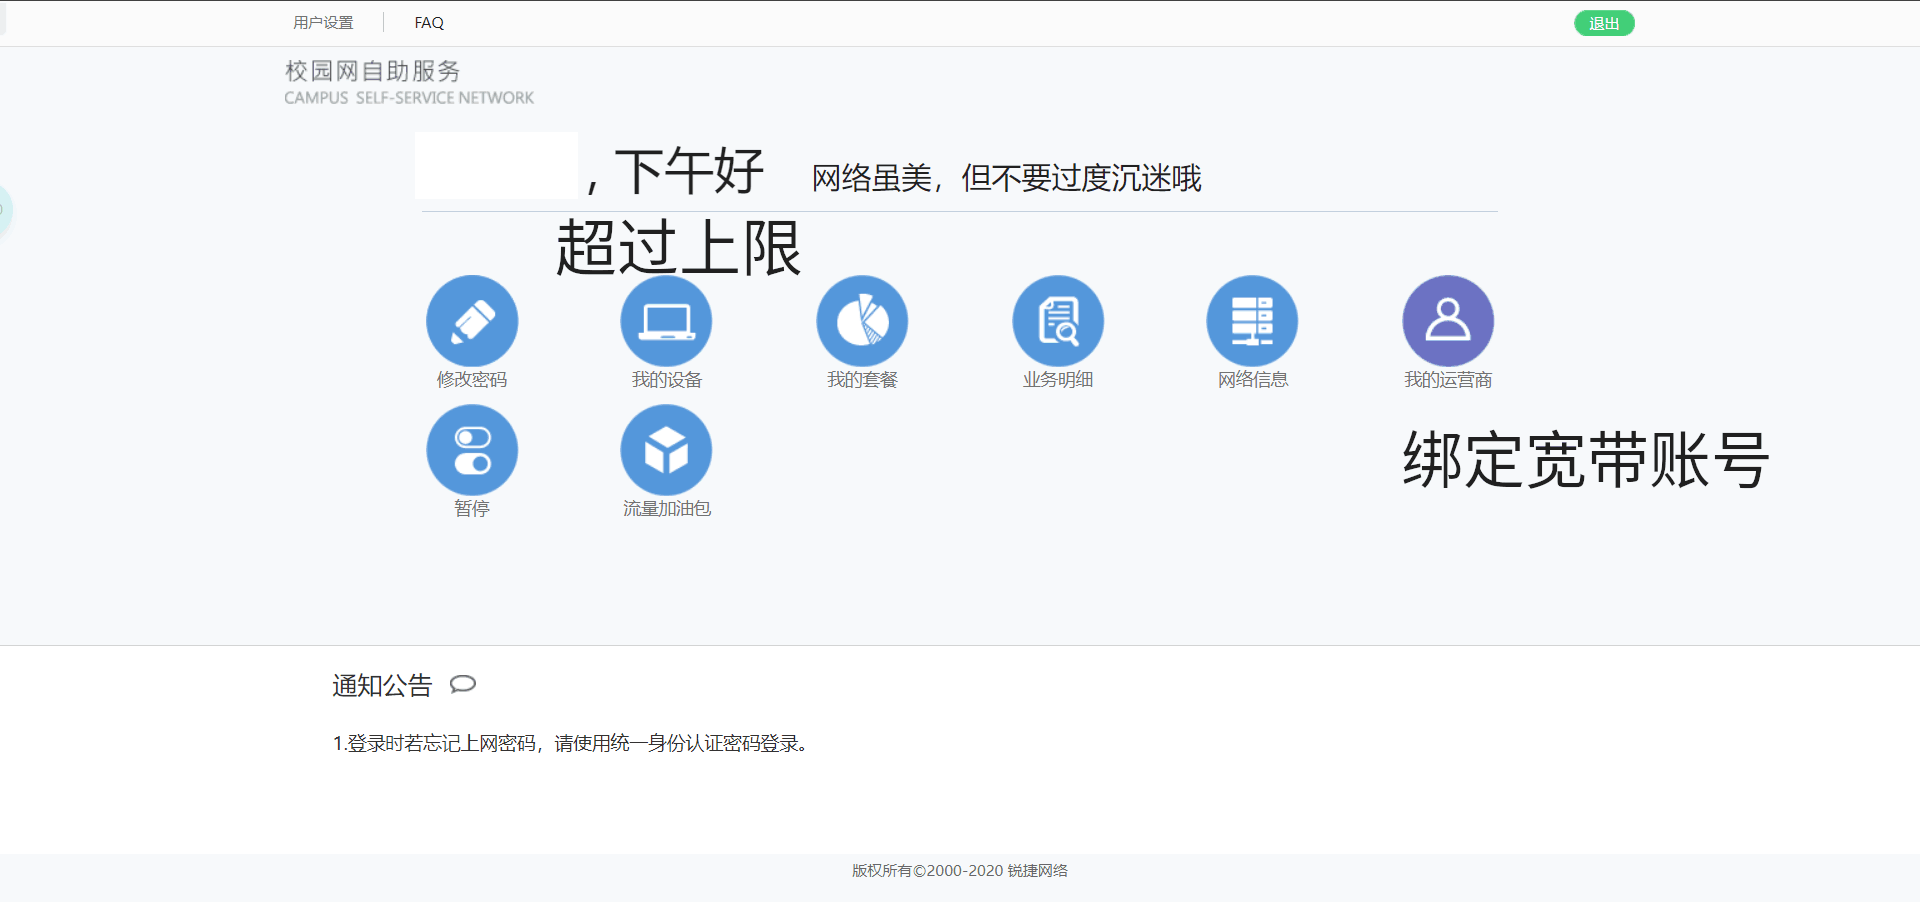 用户设置 FAQ 退出
校园网自助服务
CAMPUS SELF-SERVICE NETWORK
, 下午好 网络虽美，但不要过度沉迷哦
超过上限
修改密码 我的设备 我的套餐 业务明细 网络信息 我的运营商
绑定宽带账号
暂停 流量加油包
通知公告
1.登录时若忘记上网密码，请使用统一身份认证密码登录。
版权所有©2000-2020 锐捷网络